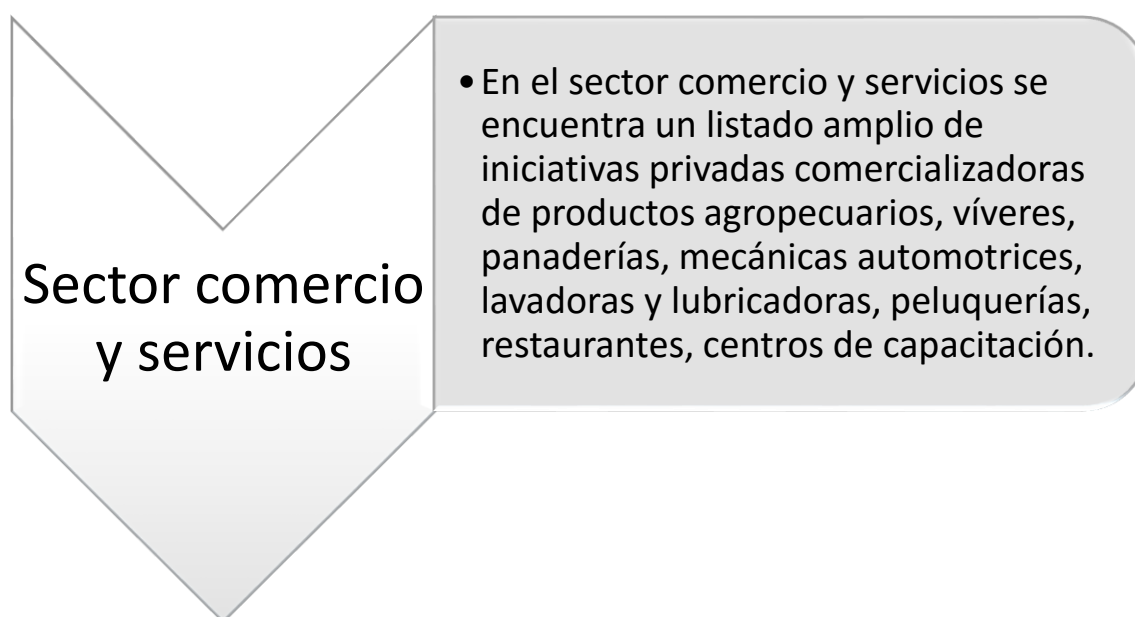 Sector comercio
y servicios
• En el sector comercio y servicios se
encuentra un listado amplio de
iniciativas privadas comercializadoras
de productos agropecuarios, víveres,
panaderías, mecánicas automotrices,
lavadoras y lubricadoras, peluquerías,
restaurantes, centros de capacitación.